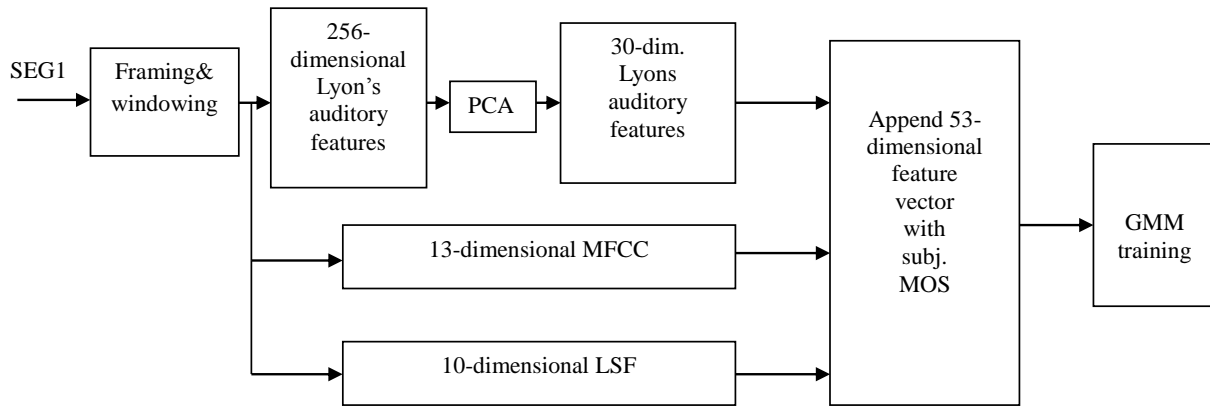 SEG1
Framing&
windowing
256-
dimensional
Lyon’s
auditory
features
PCA
30-dim.
Lyons
auditory
features
13-dimensional MFCC
10-dimensional LSF
Append 53-
dimensional
feature
vector
with
subj.
MOS
GMM
training